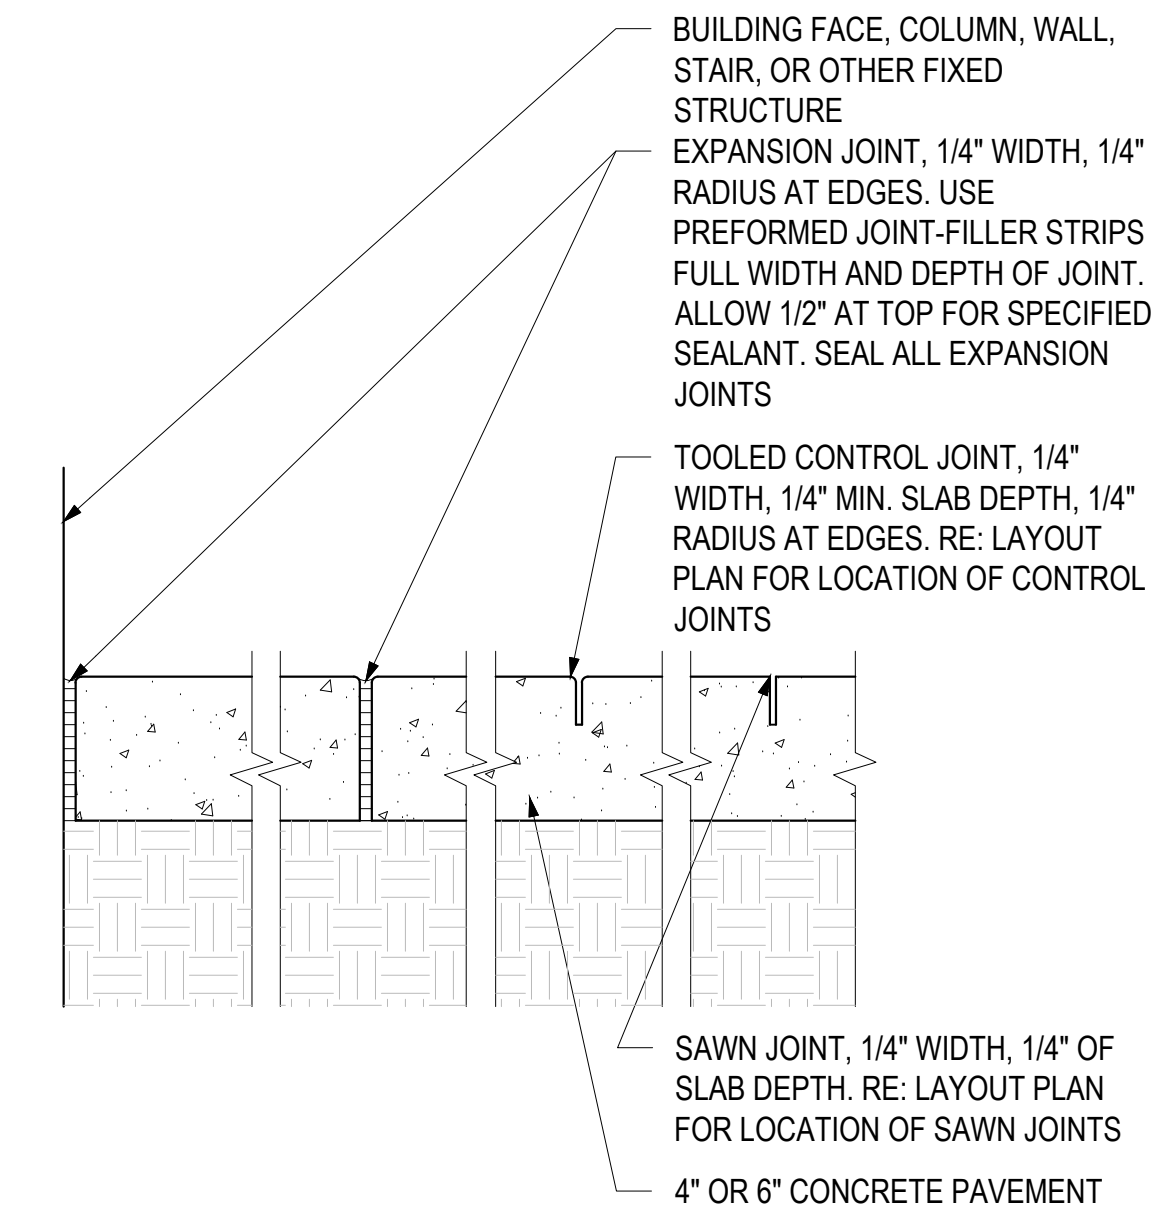 BUILDING FACE, COLUMN, WALL,
STAIR, OR OTHER FIXED
STRUCTURE
EXPANSION JOINT, 1/4" WIDTH, 1/4"
RADIUS AT EDGES. USE
PREFORMED JOINT-FILLER STRIPS
FULL WIDTH AND DEPTH OF JOINT.
ALLOW 1/2" AT TOP FOR SPECIFIED
SEALANT. SEAL ALL EXPANSION
JOINTS
TOOLED CONTROL JOINT, 1/4"
WIDTH, 1/4" MIN. SLAB DEPTH, 1/4"
RADIUS AT EDGES. RE: LAYOUT
PLAN FOR LOCATION OF CONTROL
JOINTS
SAWN JOINT, 1/4" WIDTH, 1/4" OF
SLAB DEPTH. RE: LAYOUT PLAN
FOR LOCATION OF SAWN JOINTS
4" OR 6" CONCRETE PAVEMENT